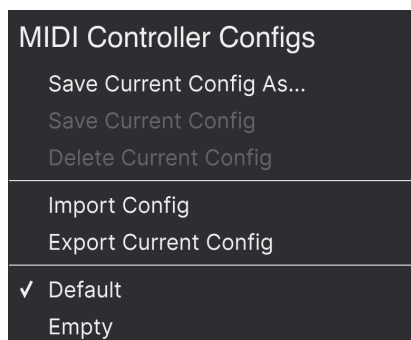 MIDI Controller Configs
Save Current Config As...
Save Current Config
Delete Current Config
Import Config
Export Current Config
✓ Default
Empty